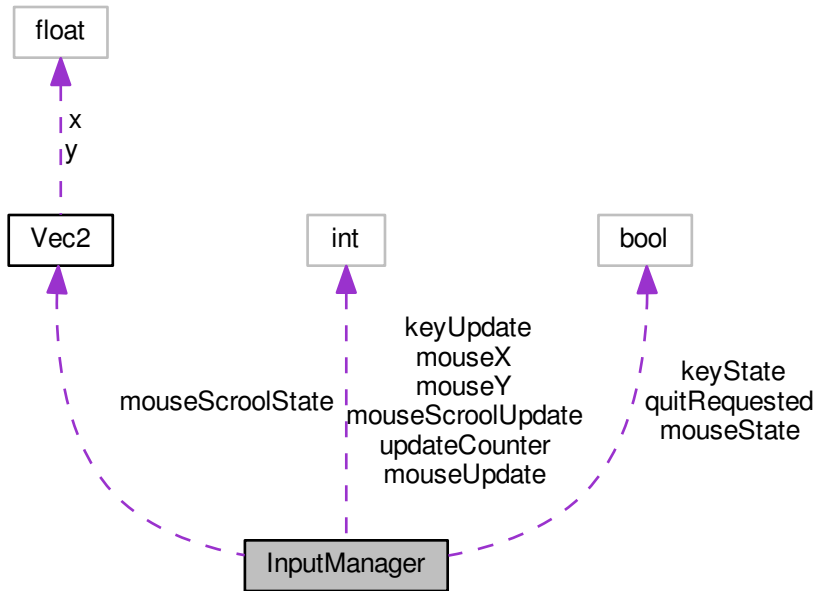 float
x
y
Vec2
int
bool
mouseScroolState
keyUpdate
mouseX
mouseY
mouseScroolUpdate
updateCounter
mouseUpdate
keyState
quitRequested
mouseState
InputManager